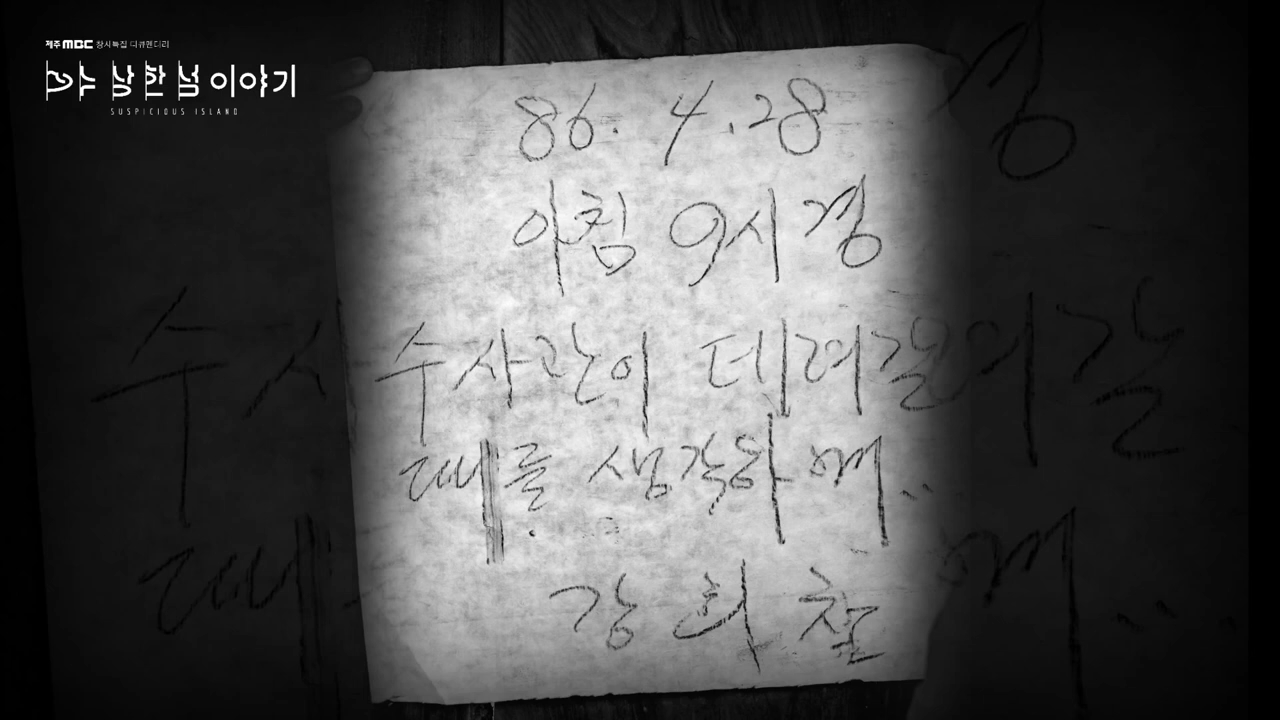 제주MBC 창사특집 다큐멘터리
수상한 섬 이야기
SUSPICIOUS ISLAND
86. 4. 28
아침 9시경
수사관이 데려갈
때를 생각하며..
강희철